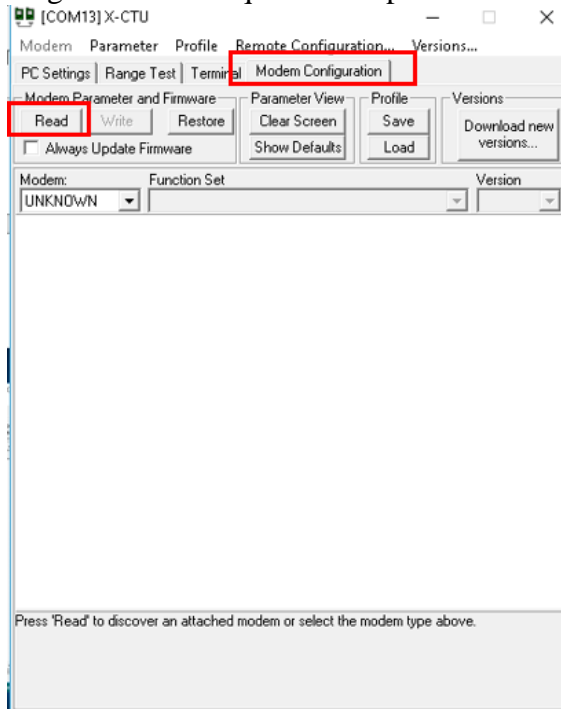 [COM13] X-CTU
Modem Parameter Profile Remote Configuration... Versions...
PC Settings Range Test Terminal Modem Configuration
Modem Parameter and Firmware Parameter View Profile Versions
Read Write Restore Clear Screen Save Download new versions...
Always Update Firmware Show Defaults Load
Modem: Function Set Version
UNKNOWN
Press 'Read' to discover an attached modem or select the modem type above.